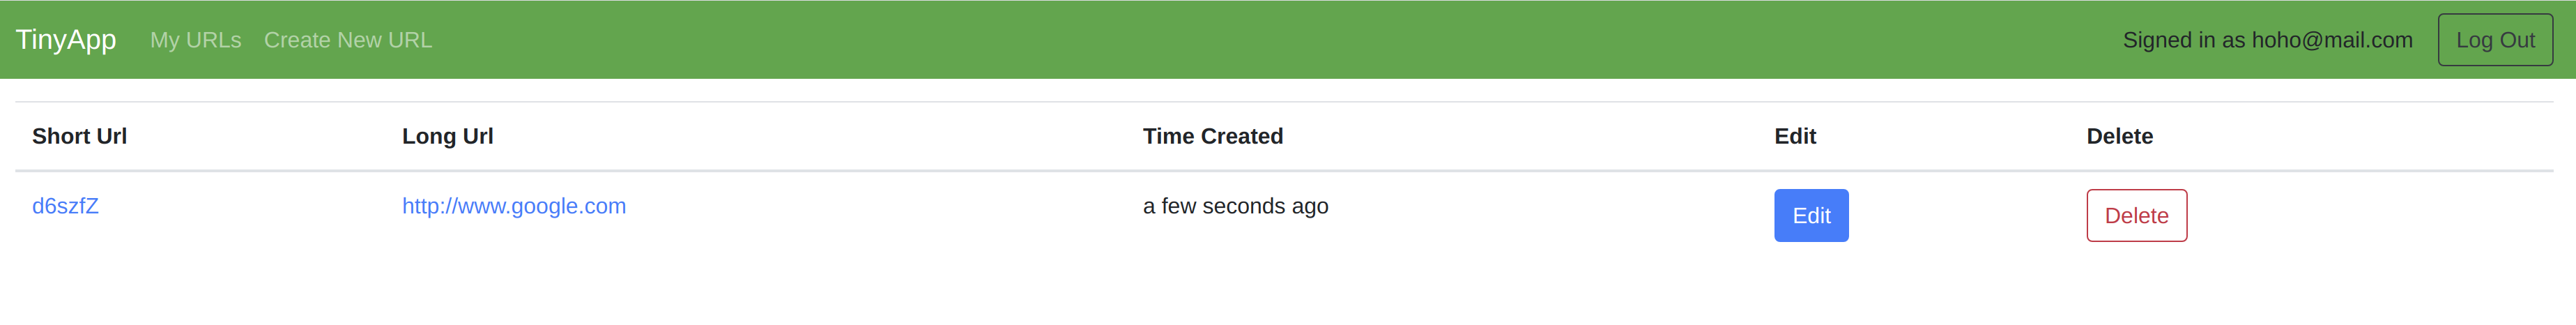 TinyApp My URLs Create New URL Signed in as hoho@mail.com Log Out
Short Url Long Url Time Created Edit Delete
d6szfZ http://www.google.com a few seconds ago Edit Delete